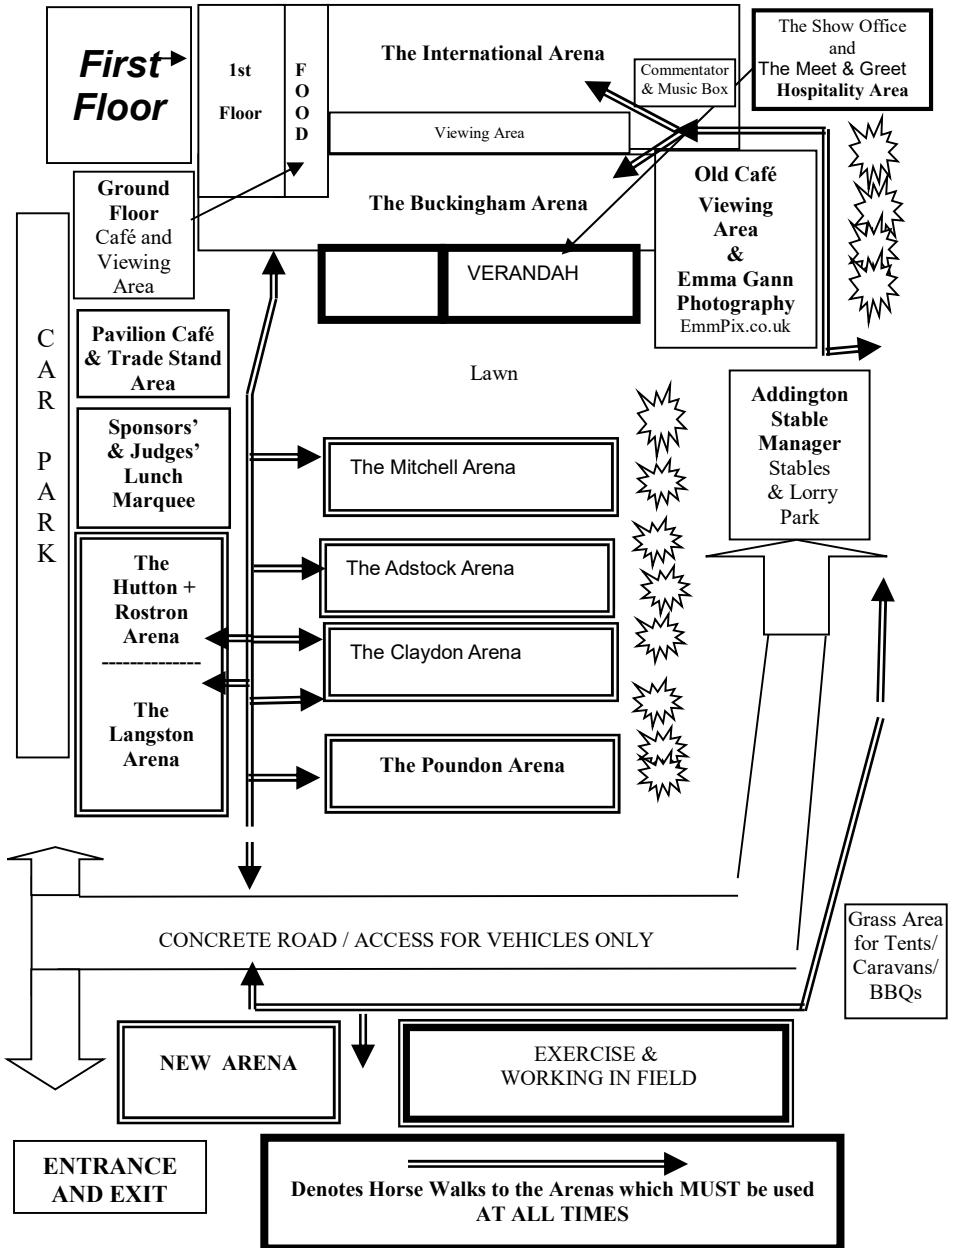 First
Floor
1st
Floor
F
O
O
D
The International Arena
Commentator
& Music Box
The Show Office
and
The Meet & Greet
Hospitality Area
Viewing Area
The Buckingham Arena
Ground
Floor
Café and
Viewing
Area
VERANDAH
Old Café
Viewing
Area
&
Emma Gann
Photography
EmmPix.co.uk
C
A
R
P
A
R
K
Pavilion Café
& Trade Stand
Area
Lawn
Sponsors'
& Judges'
Lunch
Marquee
Addington
Stable
Manager
Stables
& Lorry
Park
The Mitchell Arena
The Adstock Arena
The
Hutton +
Rostron
Arena
--------------
The
Langston
Arena
The Claydon Arena
The Poundon Arena
CONCRETE ROAD / ACCESS FOR VEHICLES ONLY
Grass Area
for Tents/
Caravans/
BBQs
NEW ARENA
EXERCISE &
WORKING IN FIELD
ENTRANCE
AND EXIT
Denotes Horse Walks to the Arenas which MUST be used
AT ALL TIMES